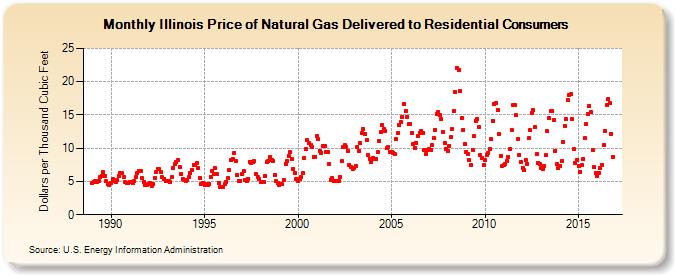 Monthly Illinois Price of Natural Gas Delivered to Residential Consumers
Dollars per Thousand Cubic Feet
25
20
15
10
5
0
1990 1995 2000 2005 2010 2015
Source: U.S. Energy Information Administration